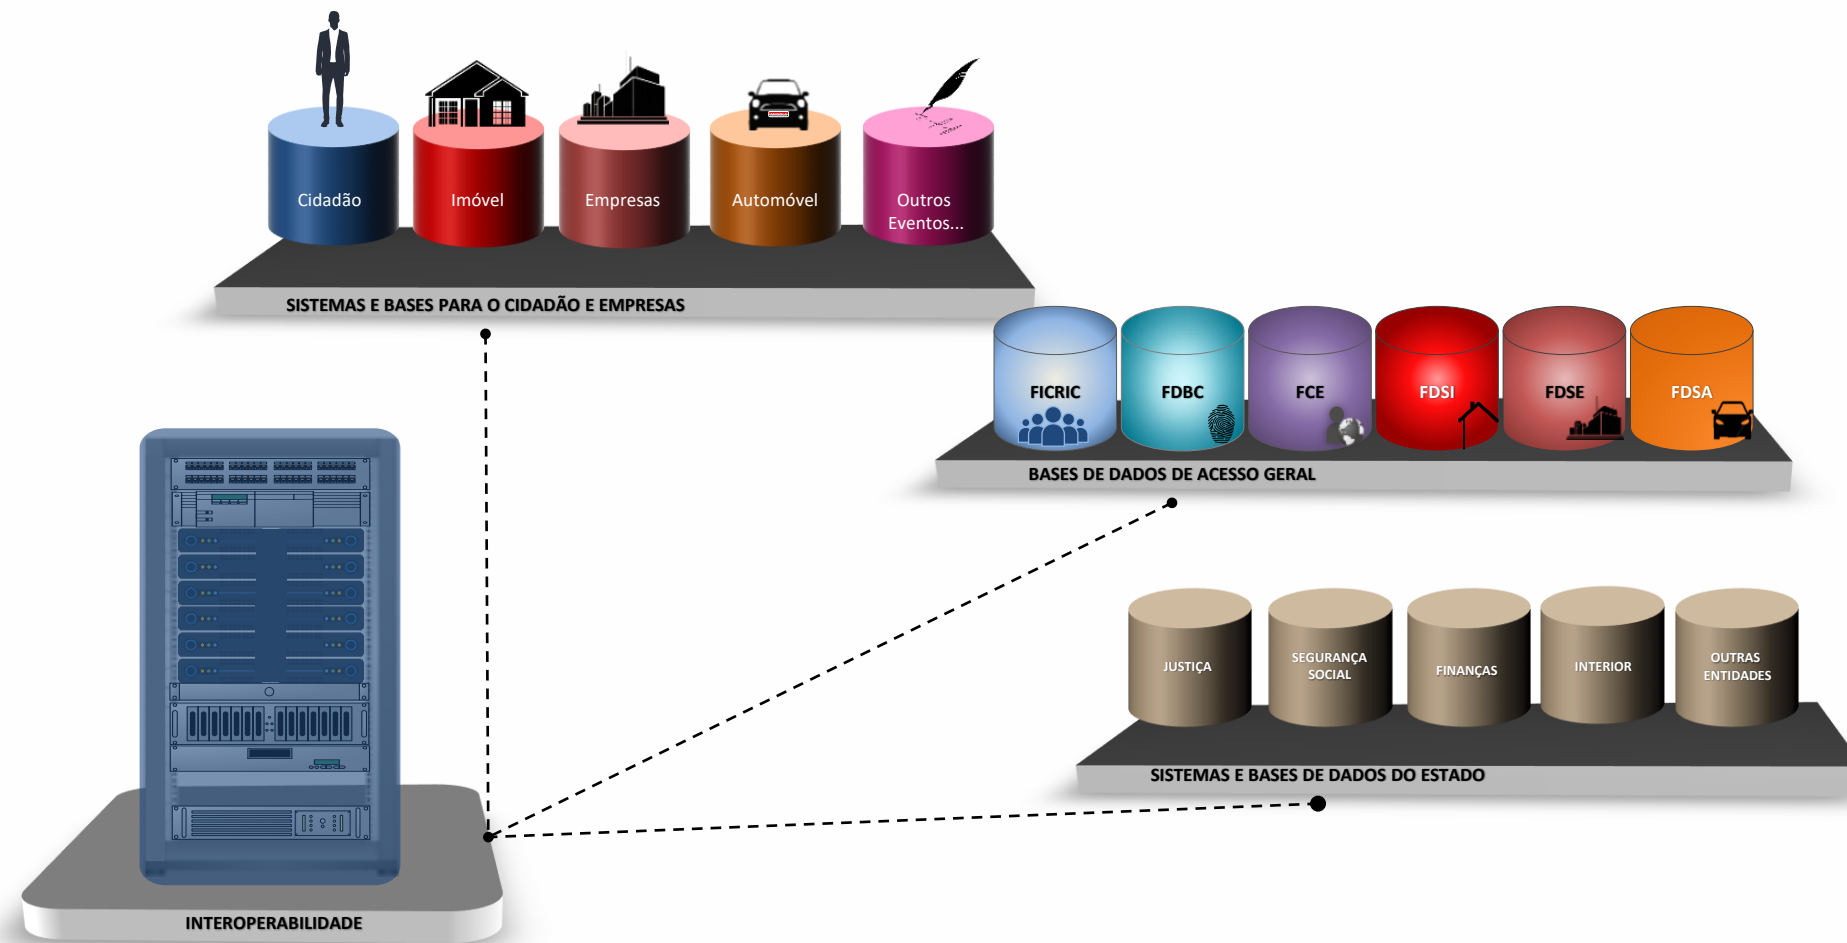 Cidadão
Imóvel
Empresas
Automóvel
Outros
Eventos...
SISTEMAS E BASES PARA O CIDADÃO E EMPRESAS
FICRIC
FDBC
FCE
FDSI
FDSE
FDSA
BASES DE DADOS DE ACESSO GERAL
JUSTIÇA
SEGURANÇA
SOCIAL
FINANÇAS
INTERIOR
OUTRAS
ENTIDADES
SISTEMAS E BASES DE DADOS DO ESTADO
INTEROPERABILIDADE